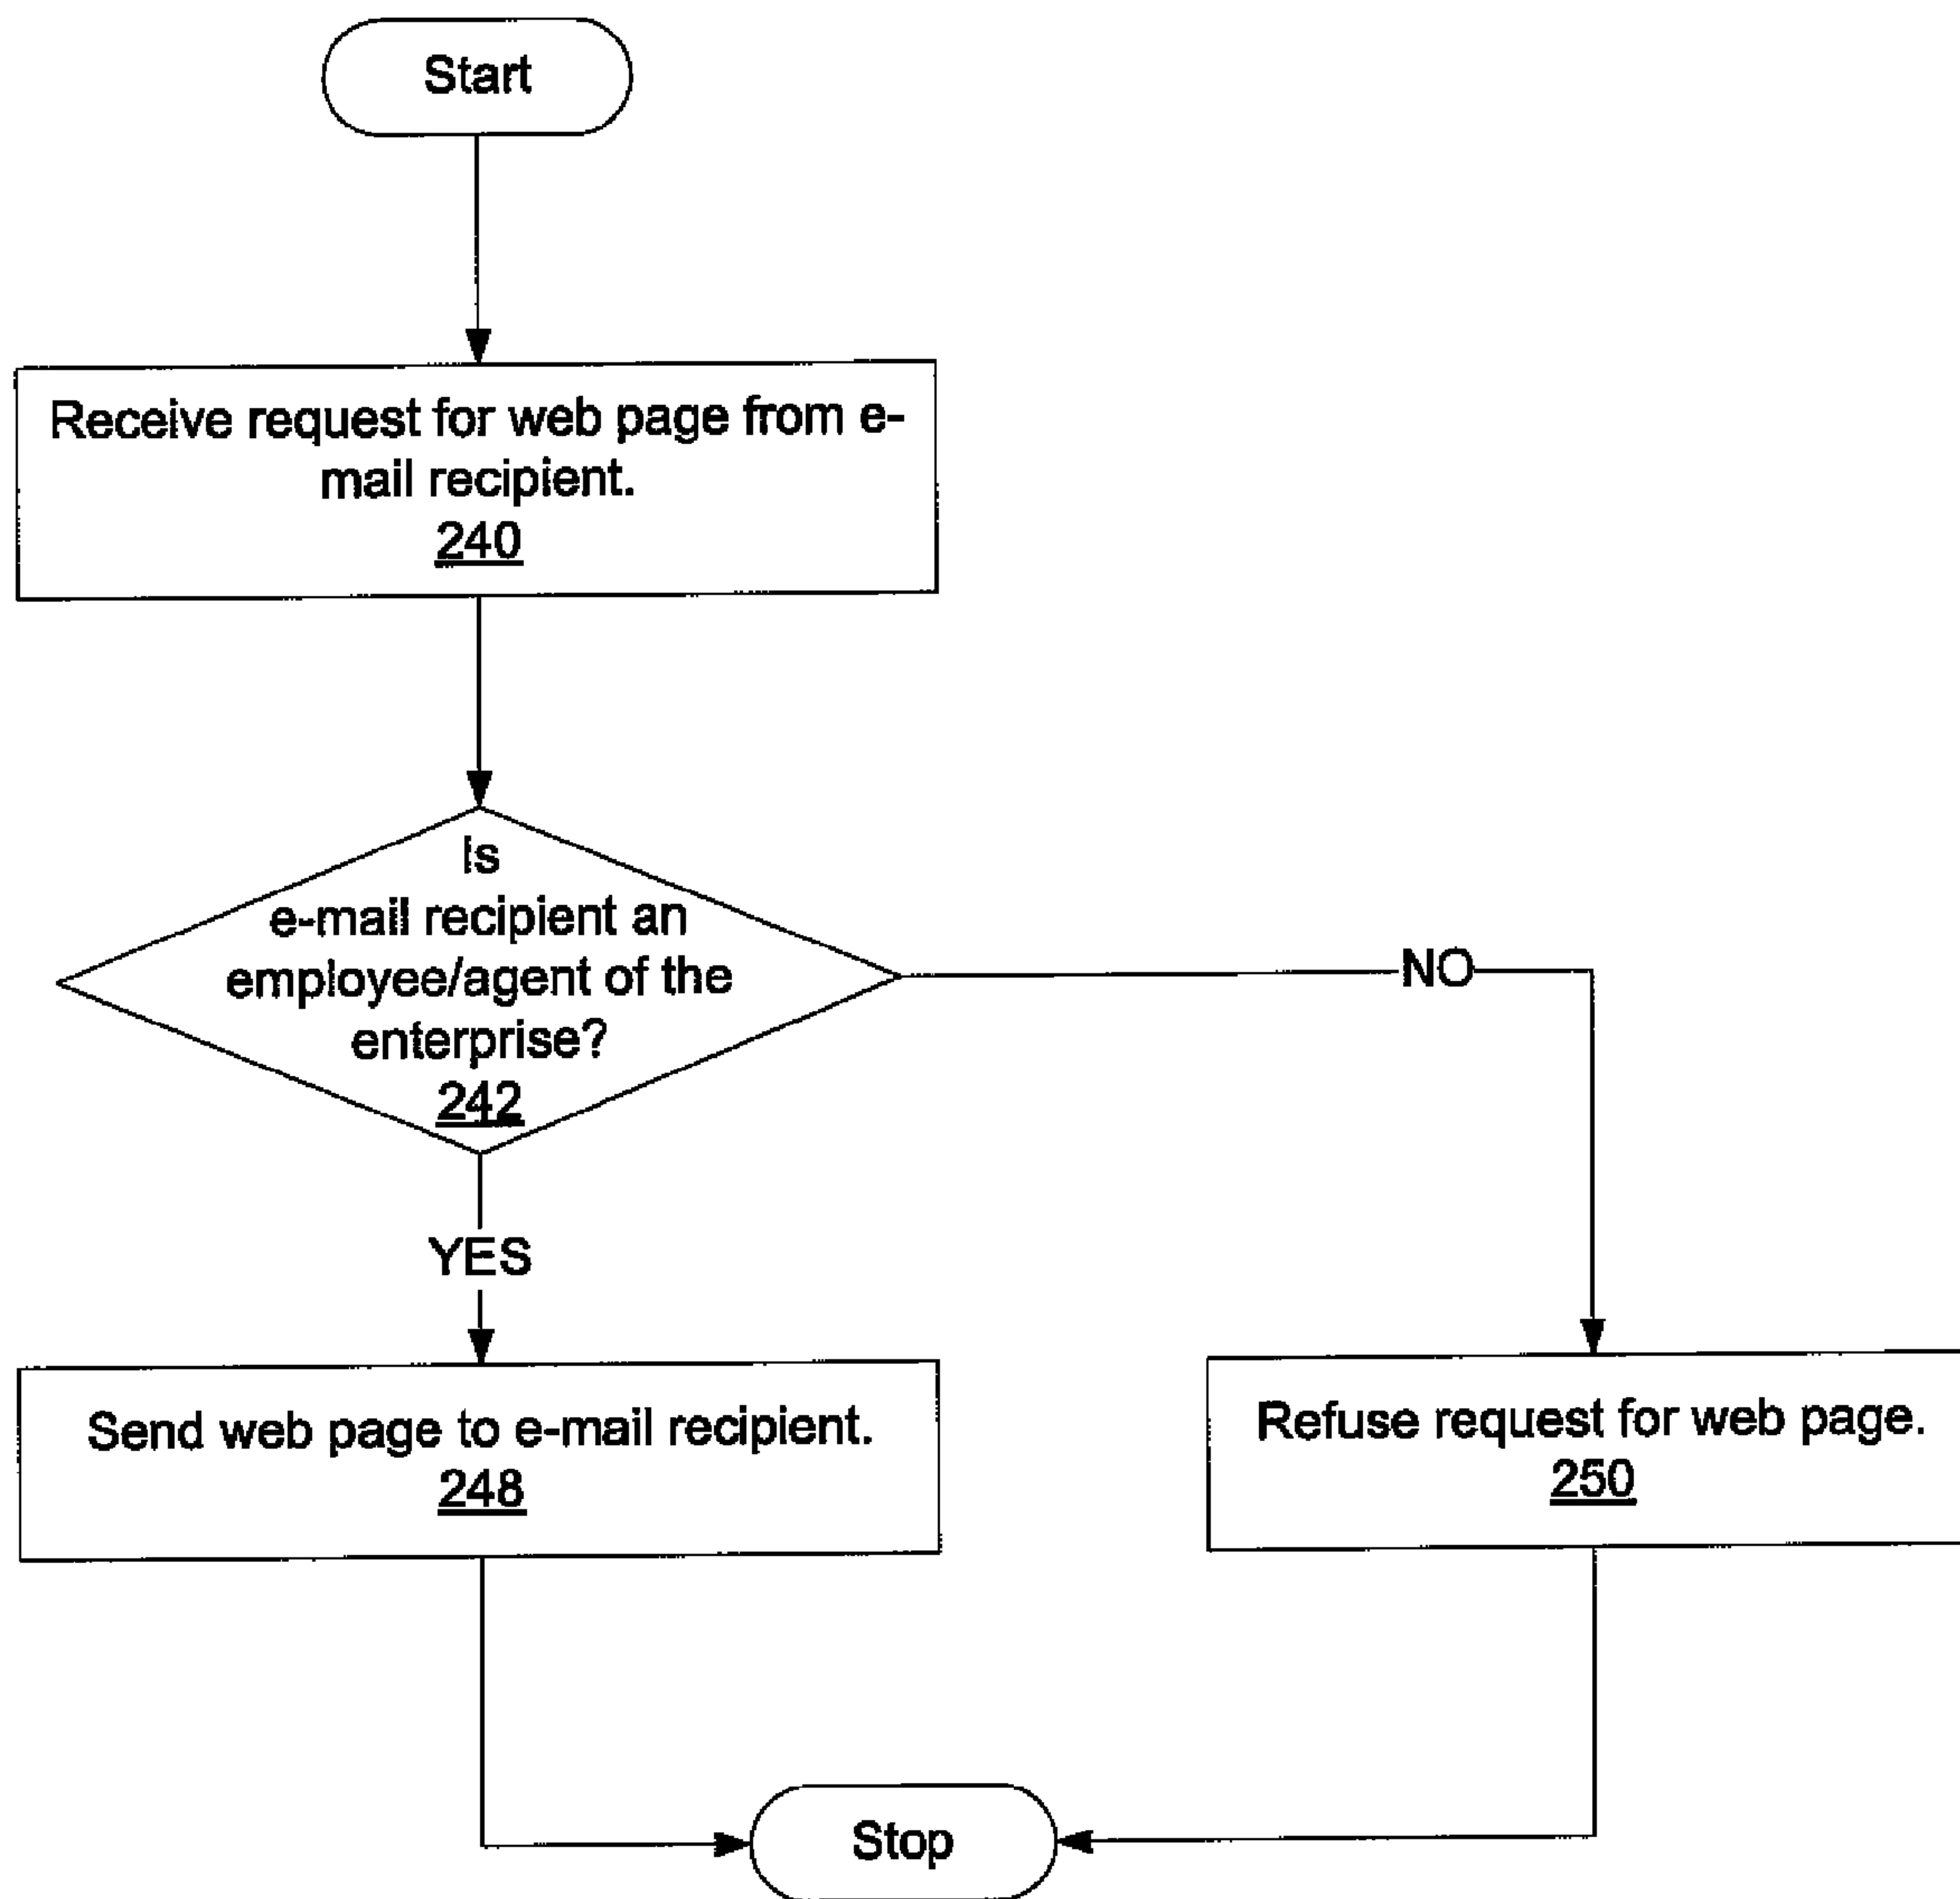 Start
Receive request for web page from e-
mail recipient.
240
Is
e-mail recipient an
employee/agent of the
enterprise?
242
NO
YES
Send web page to e-mail recipient.
248
Refuse request for web page.
250
Stop